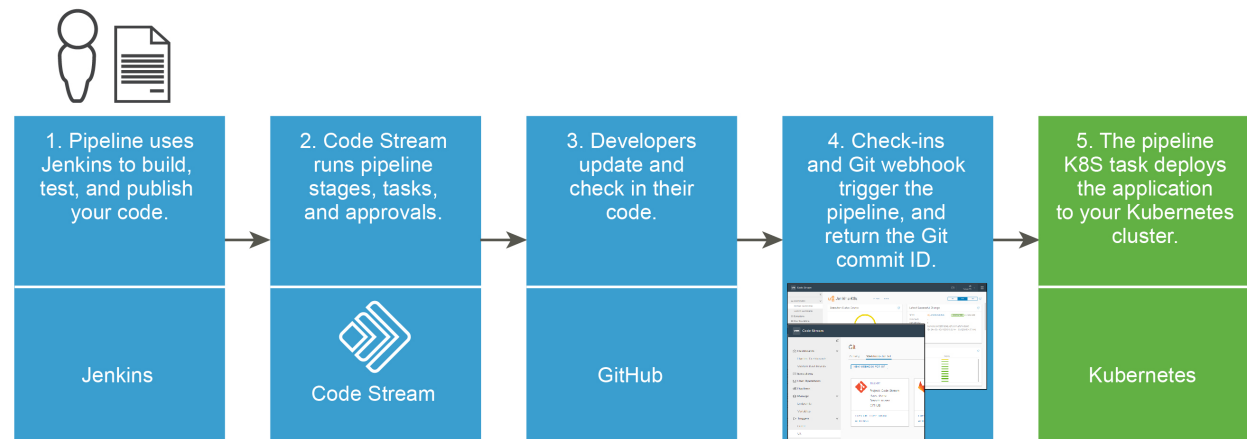 1. Pipeline uses
Jenkins to build,
test, and publish
your code.
Jenkins
2. Code Stream
runs pipeline
stages, tasks,
and approvals.
Code Stream
3. Developers
update and
check in their
code.
GitHub
4. Check-ins
and Git webhook
trigger the
pipeline, and
return the Git
commit ID.
Code Stream
Git
5. The pipeline
K8S task deploys
the application
to your Kubernetes
cluster.
Kubernetes